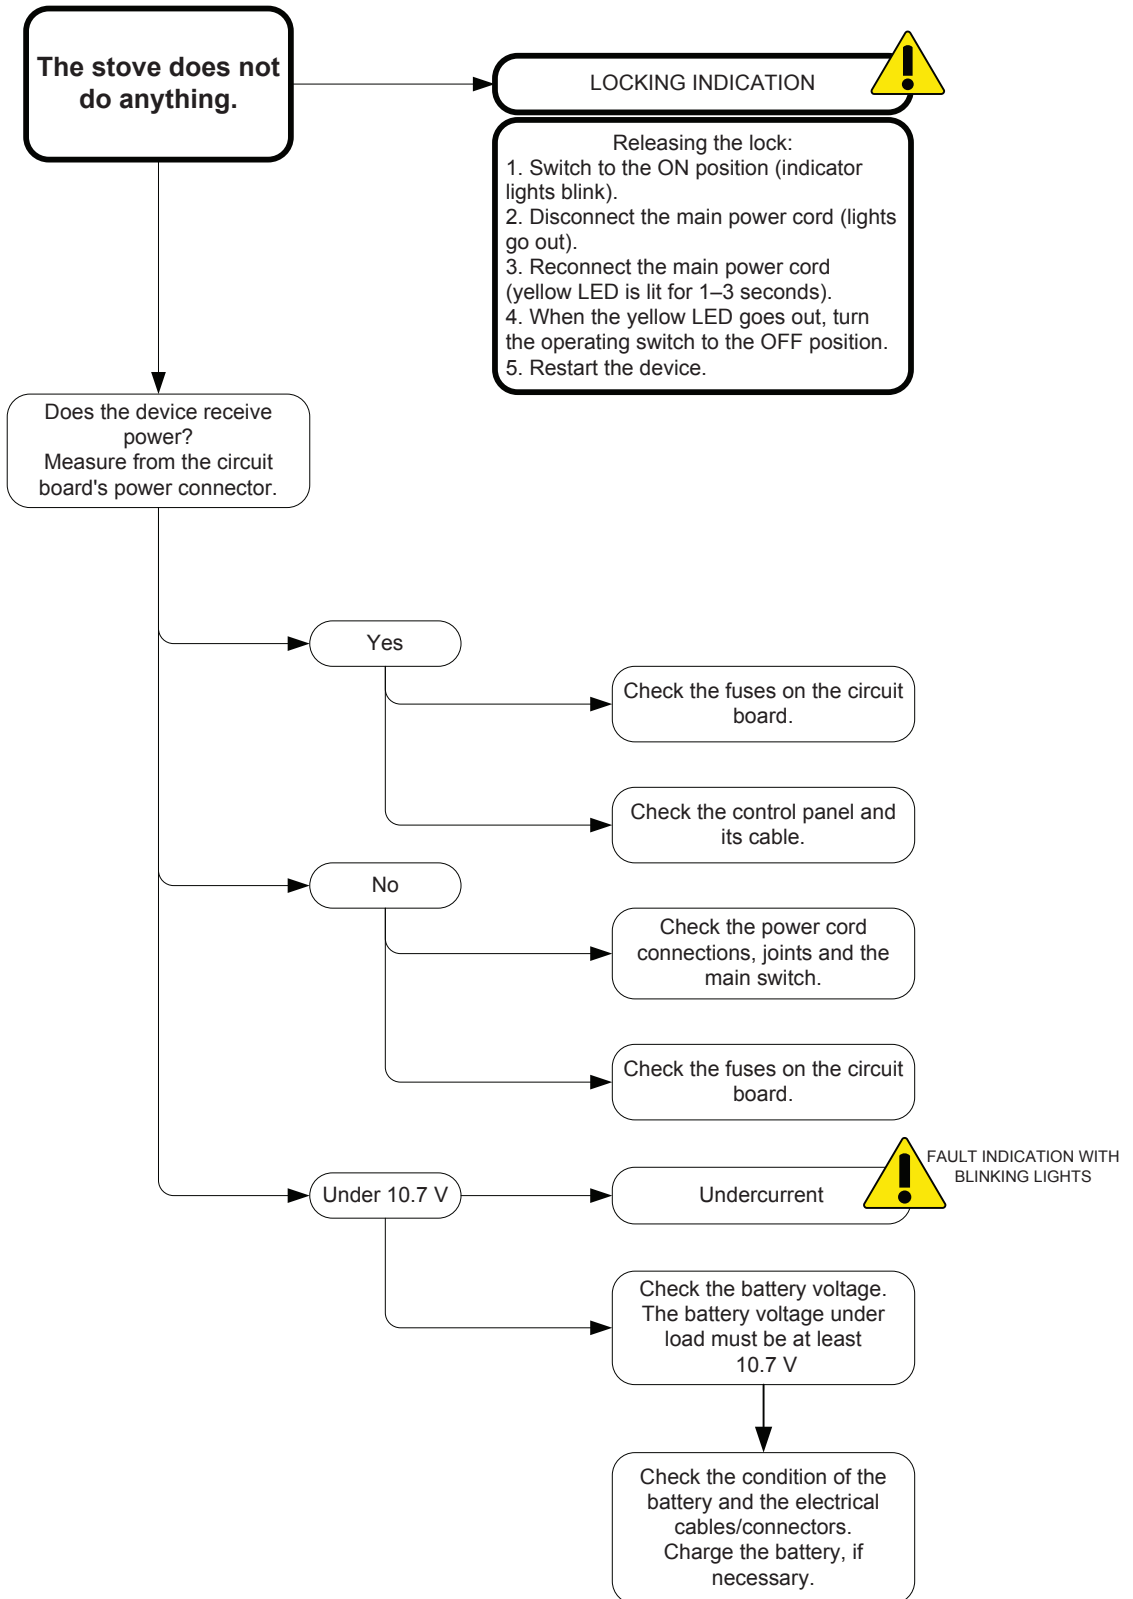 The stove does not
do anything.
LOCKING INDICATION
Releasing the lock:
1. Switch to the ON position (indicator
lights blink).
2. Disconnect the main power cord (lights
go out).
3. Reconnect the main power cord
(yellow LED is lit for 1–3 seconds).
4. When the yellow LED goes out, turn
the operating switch to the OFF position.
5. Restart the device.
Does the device receive
power?
Measure from the circuit
board's power connector.
Yes
Check the fuses on the circuit
board.
Check the control panel and
its cable.
No
Check the power cord
connections, joints and the
main switch.
Check the fuses on the circuit
board.
Under 10.7 V
Undercurrent
FAULT INDICATION WITH
BLINKING LIGHTS
Check the battery voltage.
The battery voltage under
load must be at least
10.7 V
Check the condition of the
battery and the electrical
cables/connectors.
Charge the battery, if
necessary.